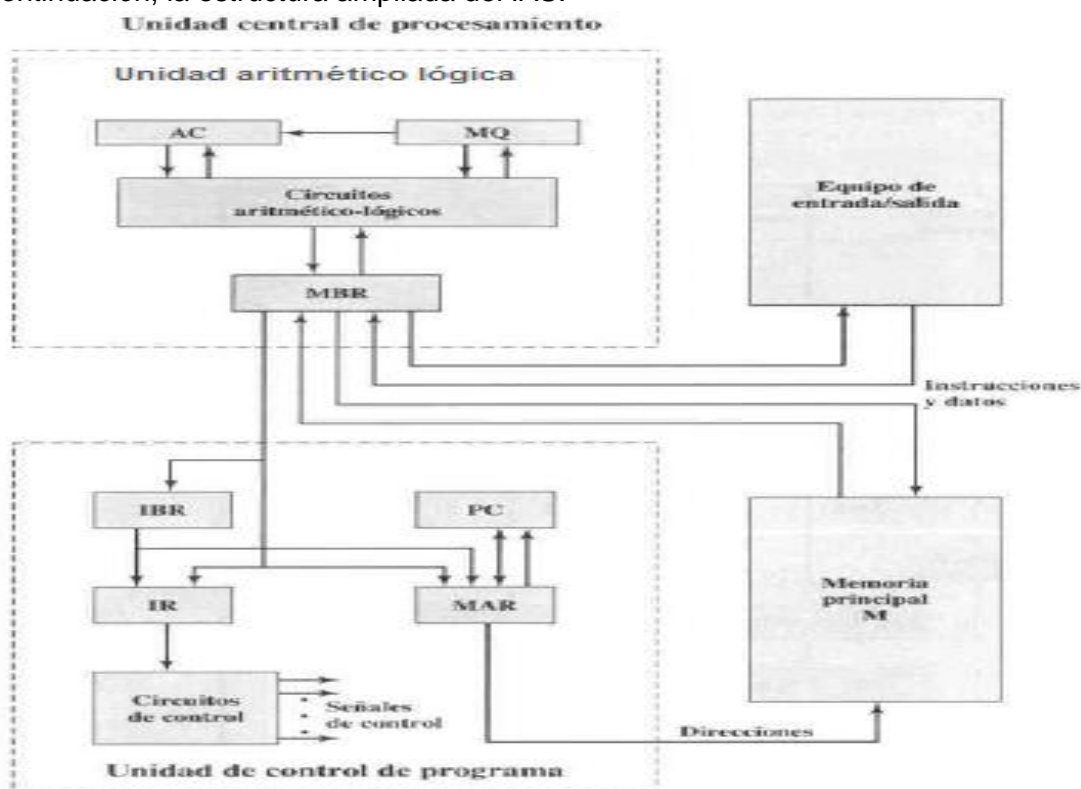 Unidad central de procesamiento
Unidad aritmético lógica
AC
MQ
Circuitos
aritmético-lógicos
MBR
Equipo de
entrada/salida
Instrucciones
y datos
IBR
PC
IR
MAR
Memoria
principal
M
Circuitos
de control
Señales
de control
Direcciones
Unidad de control de programa